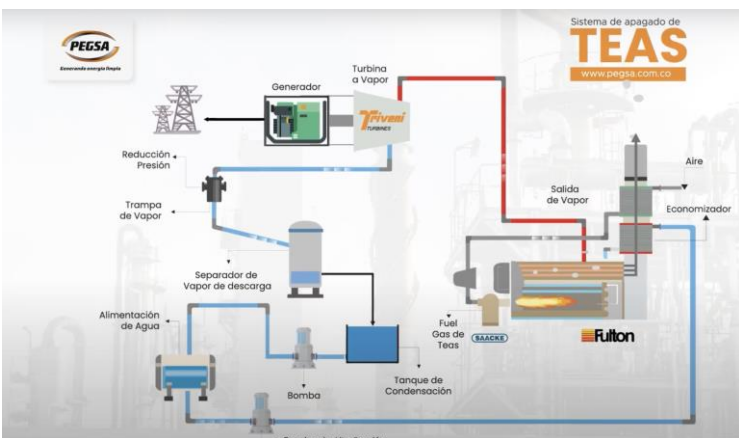 PEGSA
Generando energía limpia
Sistema de apagado de
TEAS
www.pegsa.com.co
Turbina
a Vapor
Generador
Triveni
TURBINES
Reducción
Presión
Trampa
de Vapor
Salida
de Vapor
Aire
Economizador
Separador de
Vapor de descarga
Alimentación
de Agua
Fuel
Gas de
Teas
SAACKE
Fulton
Bomba
Tanque de
Condensación